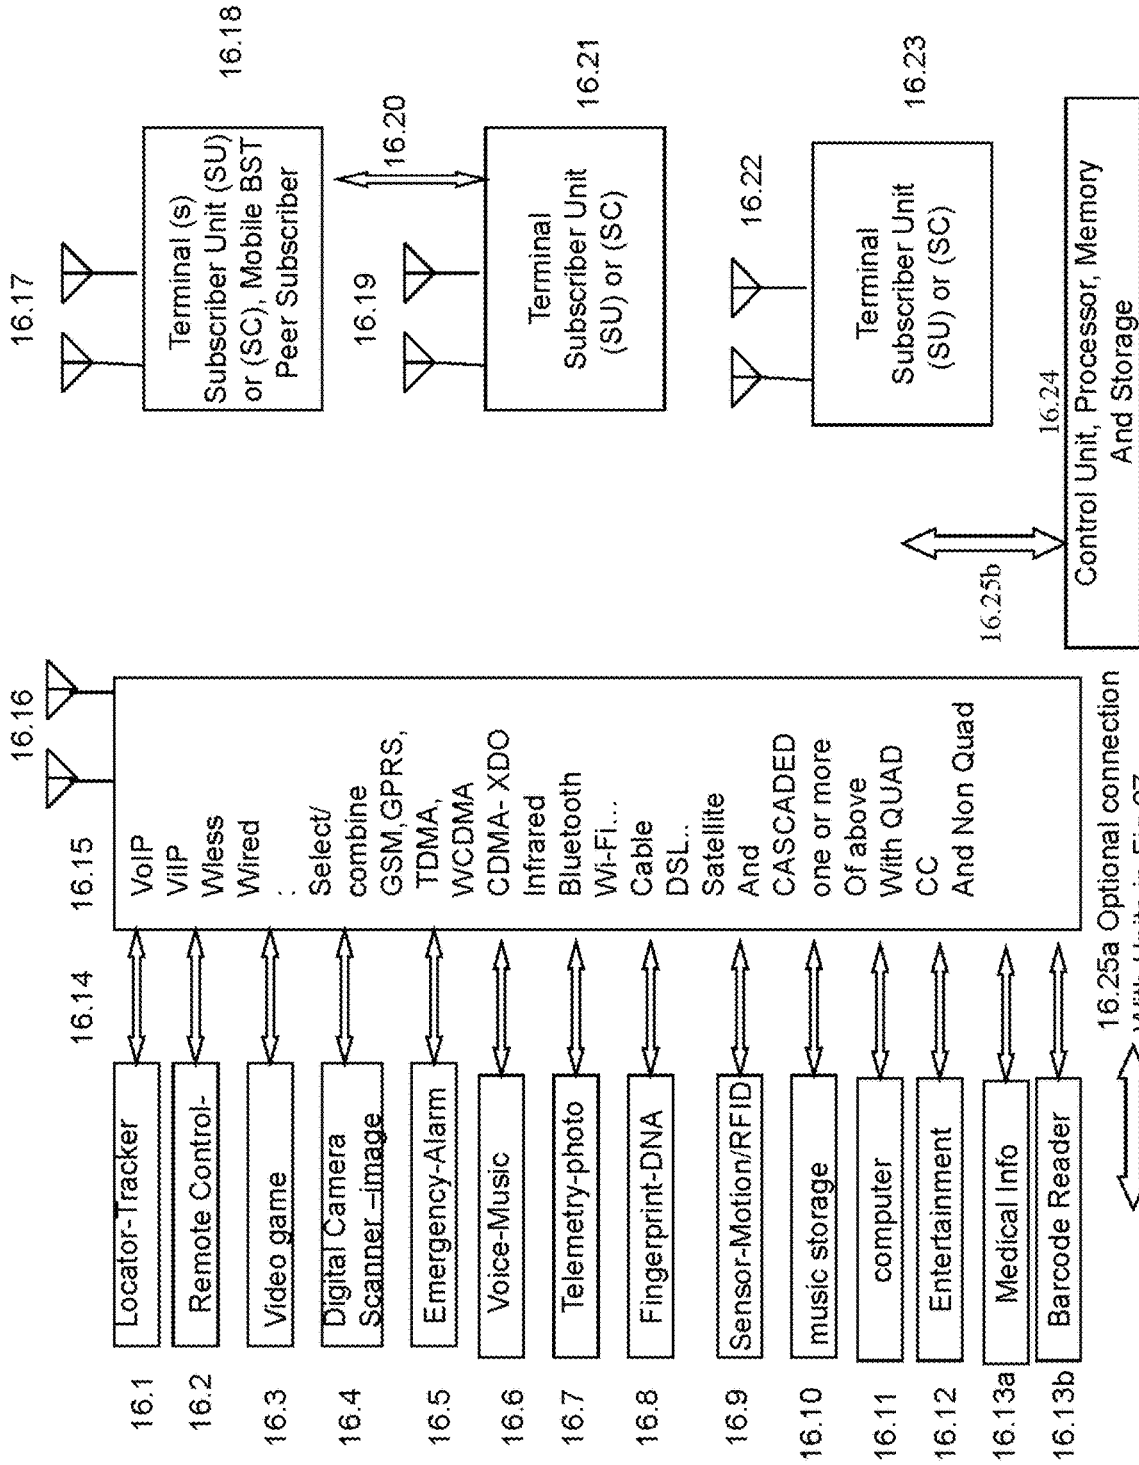 16.1
Locator-Tracker
16.2
Remote Control-
16.3
Video game
16.4
Digital Camera
Scanner –image
16.5
Emergency-Alarm
16.6
Voice-Music
16.7
Telemetry-photo
16.8
Fingerprint-DNA
16.9
Sensor-Motion/RFID
16.10
music storage
16.11
computer
16.12
Entertainment
16.13a
Medical Info
16.13b
Barcode Reader
16.14
16.15
16.16
VoIP
ViIP
Wless
Wired
:
Select/
combine
GSM,GPRS,
TDMA,
WCDMA
CDMA- XDO
Infrared
Bluetooth
Wi-Fi...
Cable
DSL..
Satellite
And
CASCADED
one or more
Of above
With QUAD
CC
And Non Quad
16.25a Optional connection
16.17
Terminal (s)
Subscriber Unit (SU)
or (SC), Mobile BST
Peer Subscriber
16.18
16.19
16.20
Terminal
Subscriber Unit
(SU) or (SC)
16.21
16.22
Terminal
Subscriber Unit
(SU) or (SC)
16.23
16.24
16.25b
Control Unit, Processor, Memory
And Storage